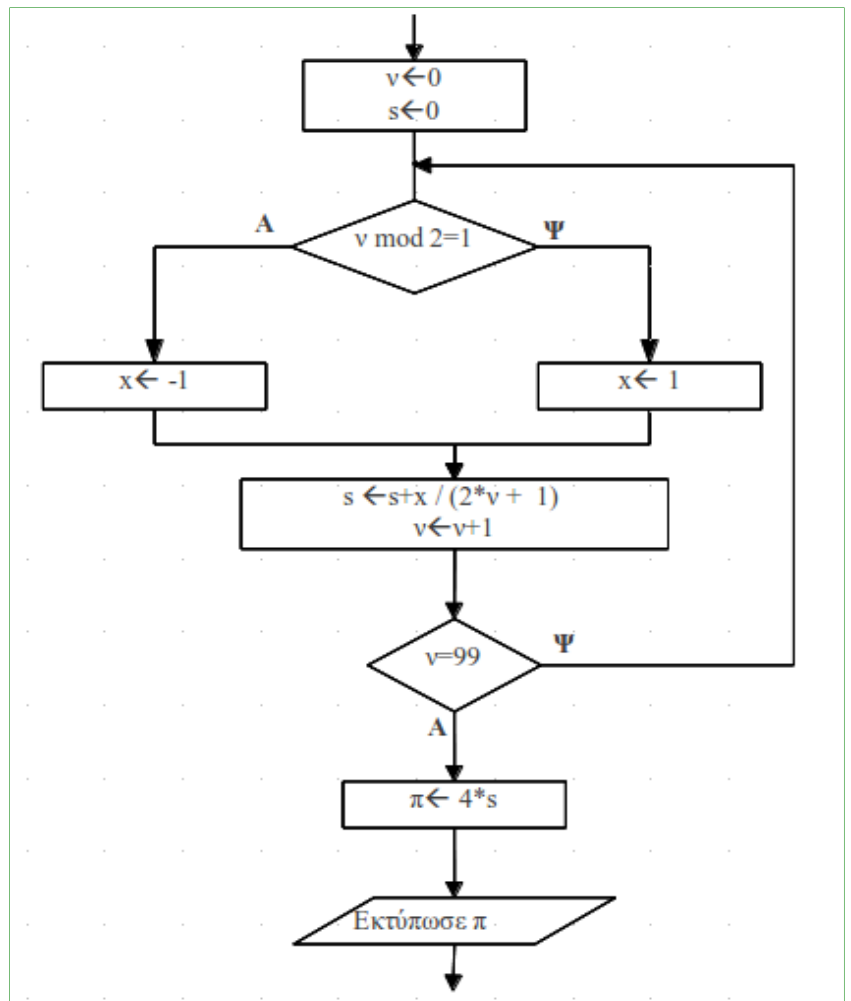 ν←0
s←0
Α
ν mod 2=1
Ψ
x← -1
x← 1
s ←s+x / (2*ν + 1)
ν←ν+1
ν=99
Ψ
Α
π← 4*s
Εκτύπωσε π